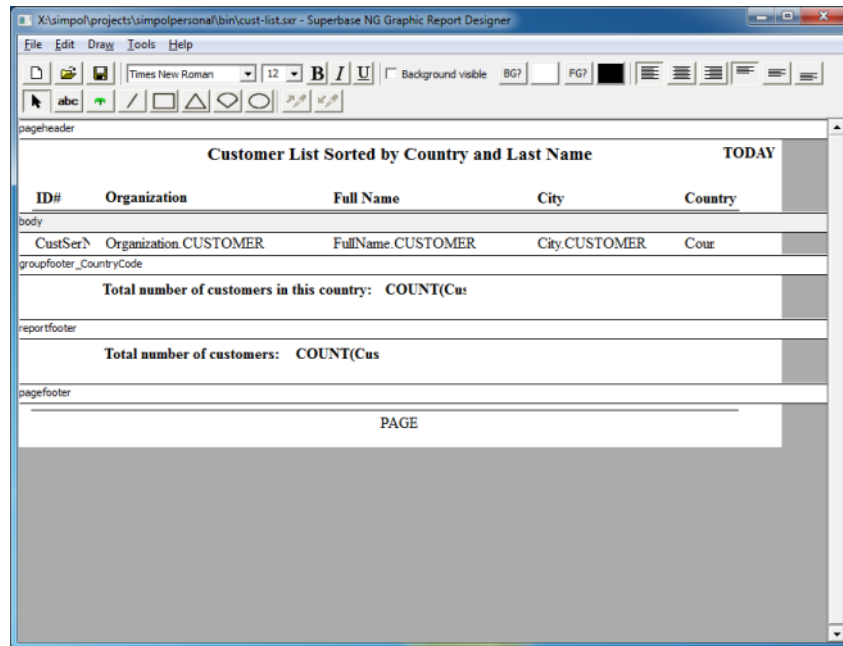 X:\simpol\projects\simpolpersonal\bin\cust-list.sxr - Superbase NG Graphic Report Designer
File Edit Draw Tools Help
Times New Roman 12 B I U Background visible BG? FG?
abc
pageheader
Customer List Sorted by Country and Last Name TODAY
ID# Organization Full Name City Country
body
CustSerN Organization.CUSTOMER FullName.CUSTOMER City.CUSTOMER Cour
groupfooter_CountryCode
Total number of customers in this country: COUNT(Cus
reportfooter
Total number of customers: COUNT(Cus
pagefooter
PAGE